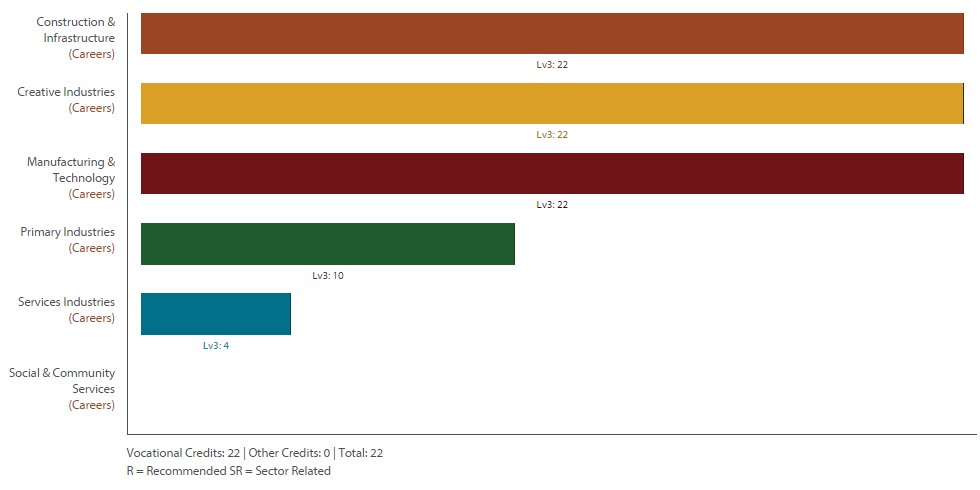 Construction &
Infrastructure
(Careers)
Lv3: 22
Creative Industries
(Careers)
Lv3: 22
Manufacturing &
Technology
(Careers)
Lv3: 22
Primary Industries
(Careers)
Lv3: 10
Services Industries
(Careers)
Lv3: 4
Social & Community
Services
(Careers)
Vocational Credits: 22 | Other Credits: 0 | Total: 22
R = Recommended SR = Sector Related